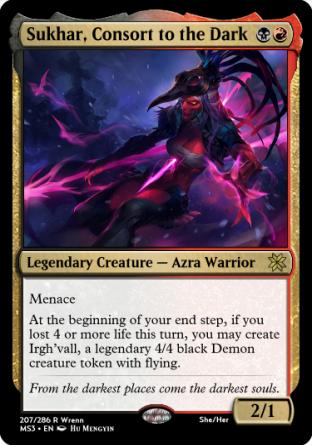 Sukhar, Consort to the Dark
Legendary Creature — Azra Warrior
Menace
At the beginning of your end step, if you
lost 4 or more life this turn, you may create
Irgh'vall, a legendary 4/4 black Demon
creature token with flying.
From the darkest places come the darkest souls.
2/1
207/286 R Wrenn She/Her
MS3 • EN Hu Mengyin